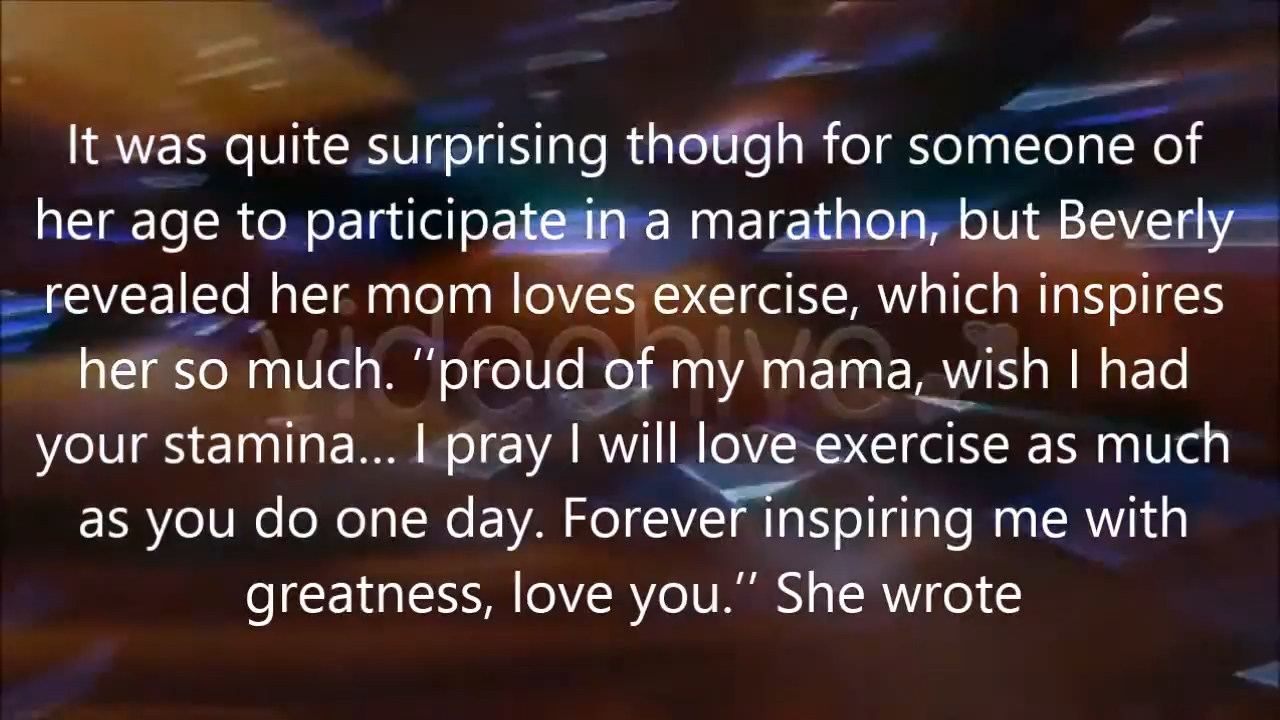 It was quite surprising though for someone of
her age to participate in a marathon, but Beverly
revealed her mom loves exercise, which inspires
her so much. ‘‘proud of my mama, wish I had
your stamina... I pray I will love exercise as much
as you do one day. Forever inspiring me with
greatness, love you.’’ She wrote
videohive